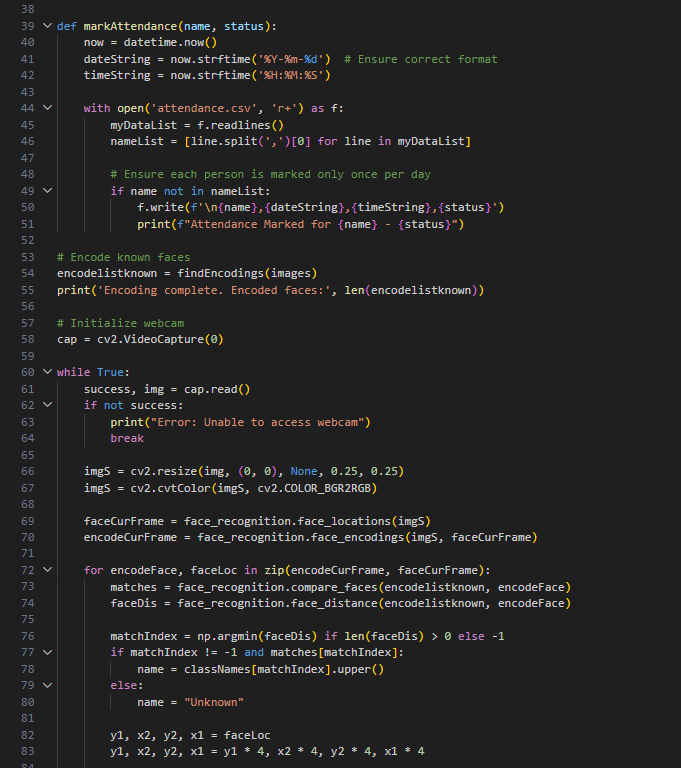 38
39 def markAttendance(name, status):
40     now = datetime.now()
41     dateString = now.strftime('%Y-%m-%d')  # Ensure correct format
42     timeString = now.strftime('%H:%M:%S')
43
44     with open('attendance.csv', 'r+') as f:
45         myDataList = f.readlines()
46         nameList = [line.split(',')[0] for line in myDataList]
47
48         # Ensure each person is marked only once per day
49         if name not in nameList:
50             f.write(f'\n{name},{dateString},{timeString},{status}')
51             print(f"Attendance Marked for {name} - {status}")
52
53 # Encode known faces
54 encodelistknown = findEncodings(images)
55 print('Encoding complete. Encoded faces:', len(encodelistknown))
56
57 # Initialize webcam
58 cap = cv2.VideoCapture(0)
59
60 while True:
61     success, img = cap.read()
62     if not success:
63         print("Error: Unable to access webcam")
64         break
65
66     imgS = cv2.resize(img, (0, 0), None, 0.25, 0.25)
67     imgS = cv2.cvtColor(imgS, cv2.COLOR_BGR2RGB)
68
69     faceCurFrame = face_recognition.face_locations(imgS)
70     encodeCurFrame = face_recognition.face_encodings(imgS, faceCurFrame)
71
72     for encodeFace, faceLoc in zip(encodeCurFrame, faceCurFrame):
73         matches = face_recognition.compare_faces(encodelistknown, encodeFace)
74         faceDis = face_recognition.face_distance(encodelistknown, encodeFace)
75
76         matchIndex = np.argmin(faceDis) if len(faceDis) > 0 else -1
77         if matchIndex != -1 and matches[matchIndex]:
78             name = classNames[matchIndex].upper()
79         else:
80             name = "Unknown"
81
82         y1, x2, y2, x1 = faceLoc
83         y1, x2, y2, x1 = y1 * 4, x2 * 4, y2 * 4, x1 * 4
84